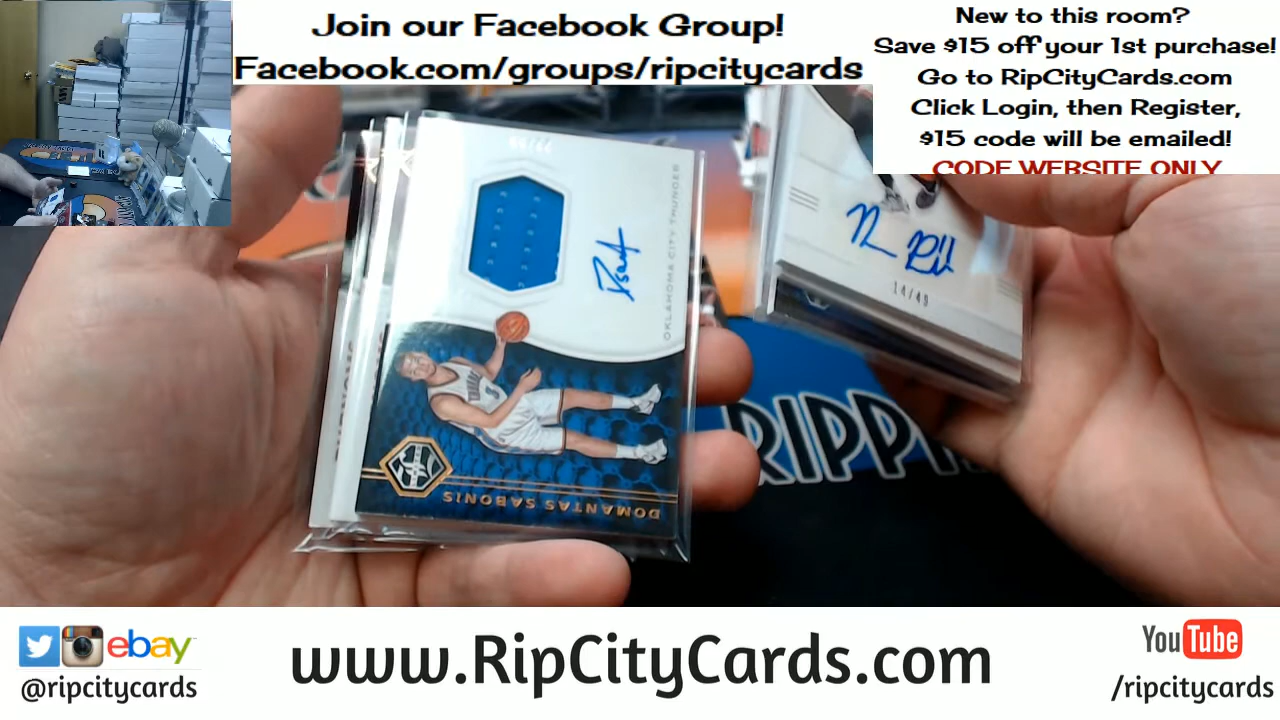 Join our Facebook Group!
Facebook.com/groups/ripcitycards
New to this room?
Save $15 off your 1st purchase!
Go to RipCityCards.com
Click Login, then Register,
$15 code will be emailed!
CODE WEBSITE ONLY
OKLAHOMA CITY THUNDER
DOMANTAS SABONIS
14/49
RIPP
ebay
@ripcitycards
www.RipCityCards.com
YouTube
/ripcitycards